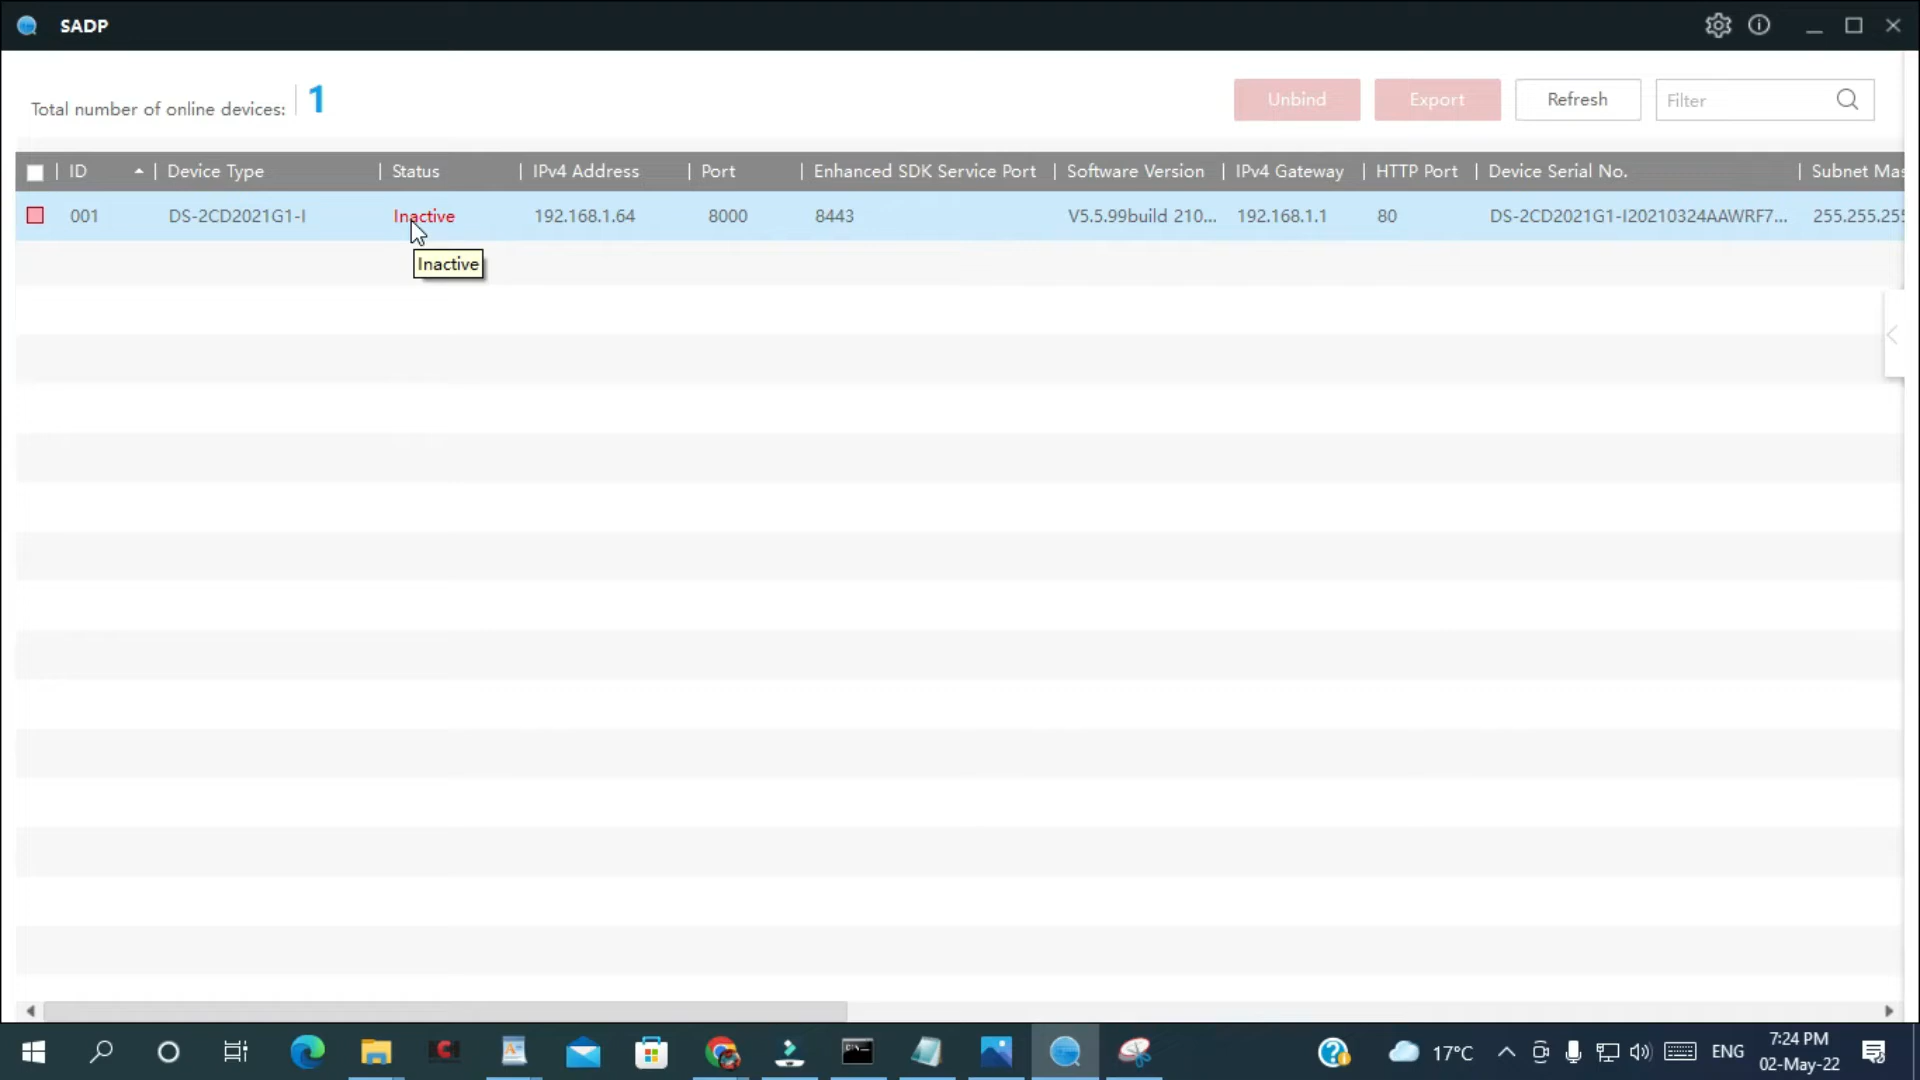 SADP
Total number of online devices: 1
Unbind
Export
Refresh
Filter
ID Device Type Status IPv4 Address Port Enhanced SDK Service Port Software Version IPv4 Gateway HTTP Port Device Serial No. Subnet Mas
001 DS-2CD2021G1-I Inactive 192.168.1.64 8000 8443 V5.5.99build 210... 192.168.1.1 80 DS-2CD2021G1-I20210324AAWRF7... 255.255.255
Inactive
17°C
ENG
7:24 PM
02-May-22